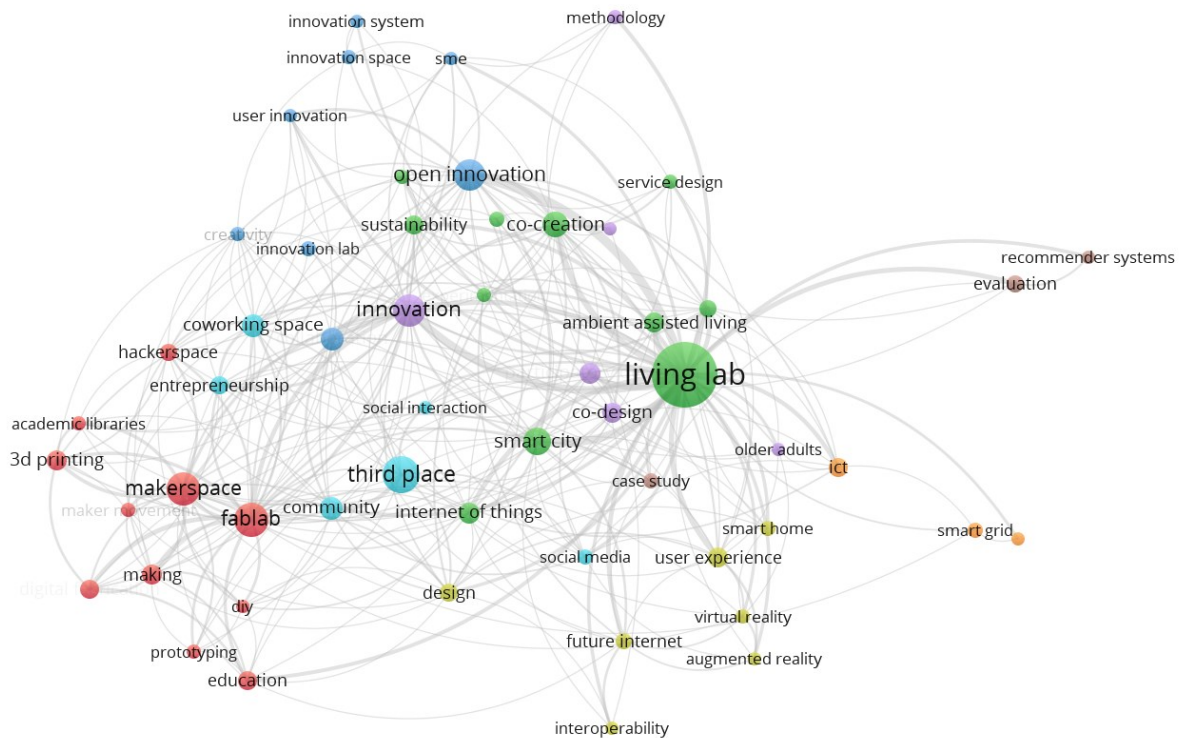 innovation system
methodology
innovation space
sme
user innovation
open innovation
service design
sustainability
co-creation
creativity
innovation lab
recommender systems
evaluation
innovation
coworking space
ambient assisted living
hackerspace
living lab
entrepreneurship
social interaction
co-design
academic libraries
smart city
older adults
3d printing
ict
third place
case study
makerspace
maker movement
fablab
community
internet of things
smart home
smart grid
social media
user experience
making
digital
design
diy
virtual reality
future internet
prototyping
augmented reality
education
interoperability